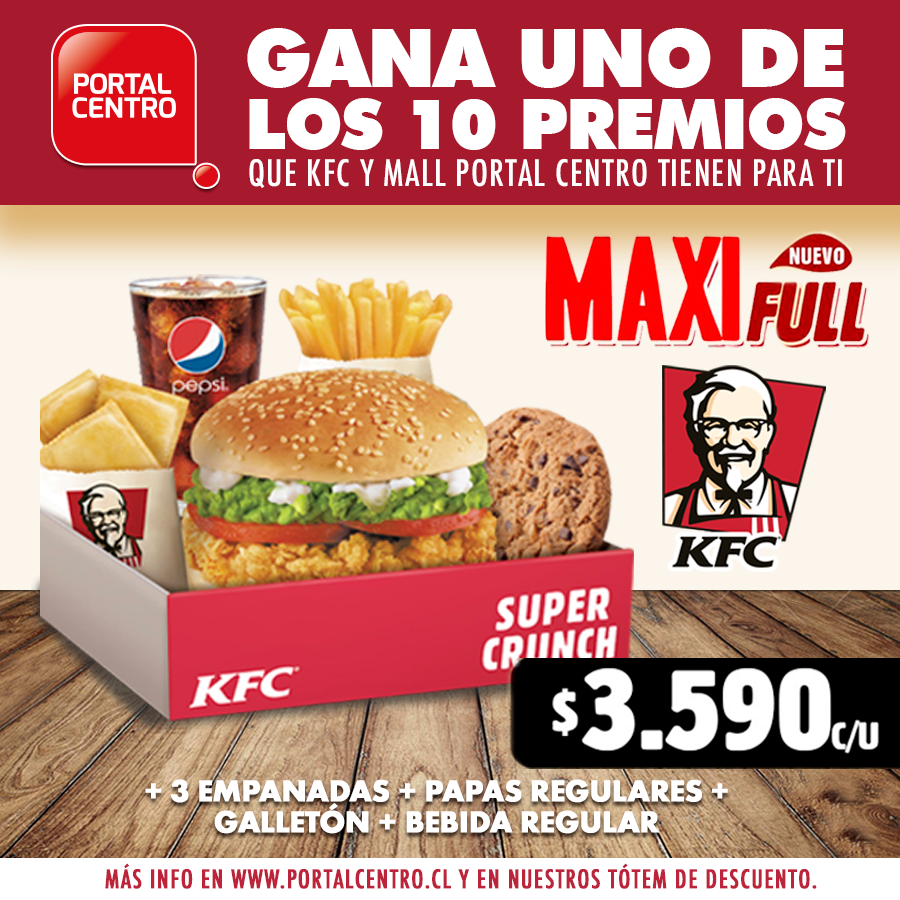 PORTAL
CENTRO
GANA UNO DE
LOS 10 PREMIOS
QUE KFC Y MALL PORTAL CENTRO TIENEN PARA TI
MAXI
NUEVO
FULL
pepsi
KFC
SUPER
CRUNCH
KFC
$3.590 C/U
+ 3 EMPANADAS + PAPAS REGULARES +
GALLETÓN + BEBIDA REGULAR
MÁS INFO EN WWW.PORTALCENTRO.CL Y EN NUESTROS TÓTEM DE DESCUENTO.